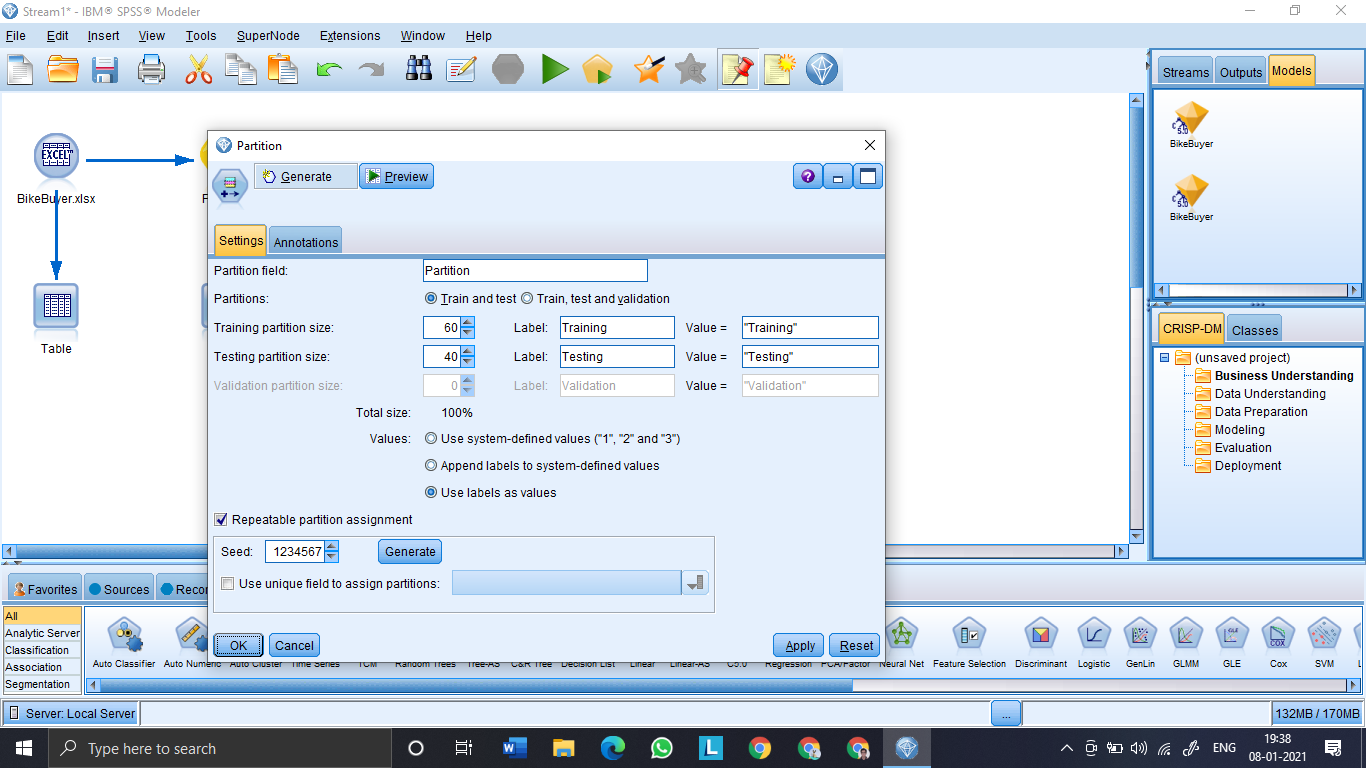 Stream1* - IBM® SPSS® Modeler
File Edit Insert View Tools SuperNode Extensions Window Help
Streams Outputs Models
BikeBuyer
BikeBuyer
EXCEL™
BikeBuyer.xlsx
Table
Partition
Generate Preview
Settings Annotations
Partition field: Partition
Partitions: Train and test Train, test and validation
Training partition size: 60 Label: Training Value = "Training"
Testing partition size: 40 Label: Testing Value = "Testing"
Validation partition size: 0 Label: Validation Value = "Validation"
Total size: 100%
Values: Use system-defined values ("1", "2" and "3")
Append labels to system-defined values
Use labels as values
Repeatable partition assignment
Seed: 1234567 Generate
Use unique field to assign partitions:
OK Cancel Apply Reset
CRISP-DM Classes
(unsaved project)
Business Understanding
Data Understanding
Data Preparation
Modeling
Evaluation
Deployment
Favorites Sources Recor
All
Analytic Server
Classification
Association
Segmentation
Auto Classifier Auto Numeric Auto Cluster Time Series TCM Random Trees Tree-AS C&R Tree Decision List Linear Linear-AS C5.0 Regression PCA/Factor Neural Net Feature Selection Discriminant Logistic GenLin GLMM GLE Cox SVM
Server: Local Server ... 132MB / 170MB
Type here to search
ENG
19:38
08-01-2021